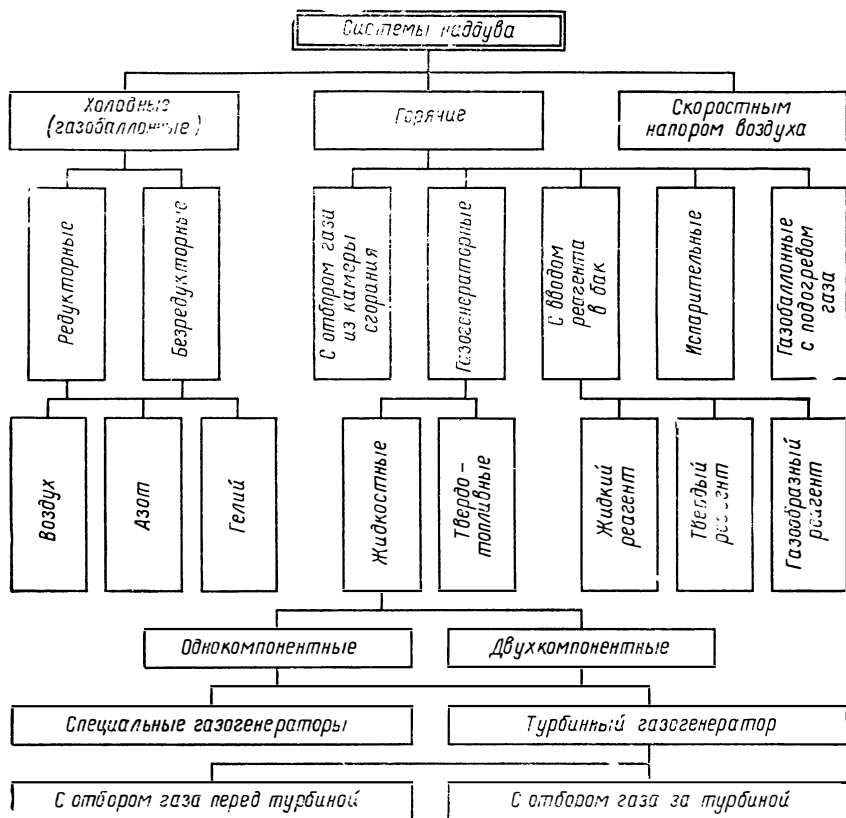 Системы наддува
Холодные
(газобаллонные)
Горячие
Скоростным
напором воздуха
Редукторные
Безредукторные
С отбором газа
из камеры
сгорания
Газогенераторные
С вводом
реагента
в бак
Испарительные
Газобаллонные
с подогревом
газа
Воздух
Азот
Гелий
Жидкостные
Твердо-
топливные
Жидкий
реагент
Твердый
реагент
Газообразный
реагент
Однокомпонентные
Двухкомпонентные
Специальные газогенераторы
Турбинный газогенератор
С отбором газа перед турбиной
С отбором газа за турбиной